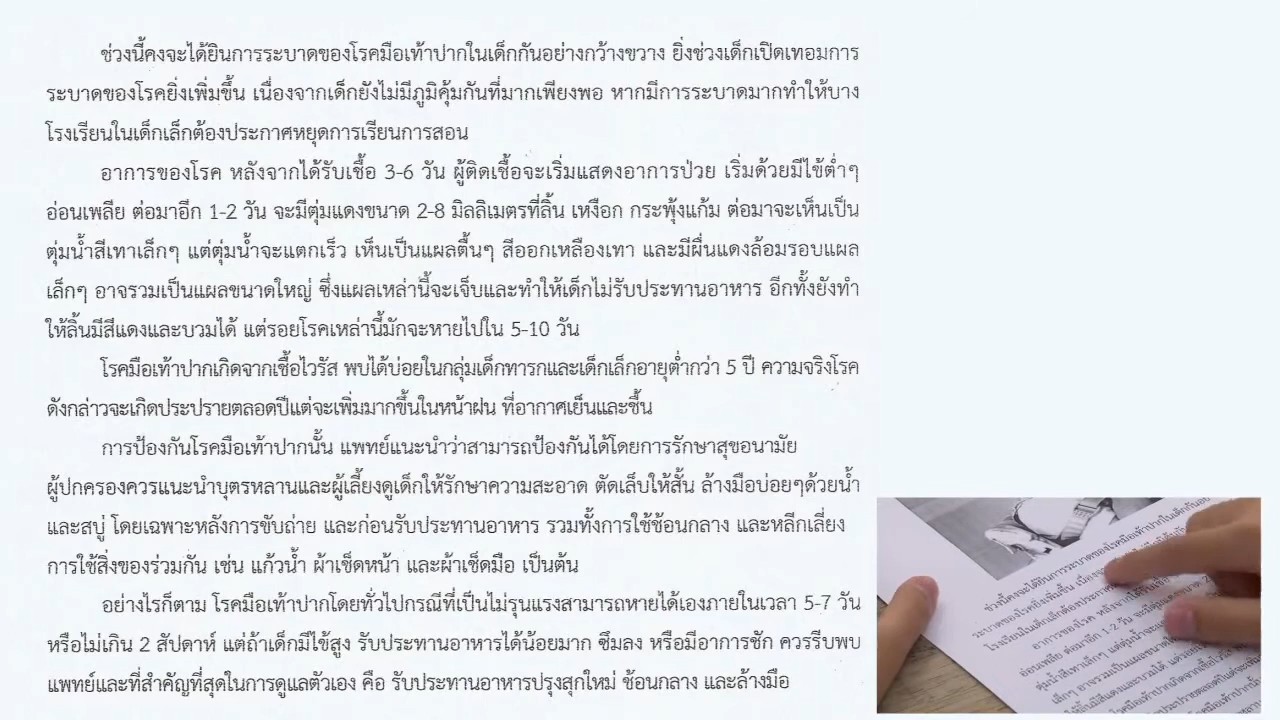 ช่วงนี้คงจะได้ยินการระบาดของโรคมือเท้าปากในเด็กกันอย่างกว้างขวาง ยิ่งช่วงเด็กเปิดเทอมการ
ระบาดของโรคยิ่งเพิ่มขึ้น เนื่องจากเด็กยังไม่มีภูมิคุ้มกันที่มากเพียงพอ หากมีการระบาดมากทำให้บาง
โรงเรียนในเด็กเล็กต้องประกาศหยุดการเรียนการสอน
อาการของโรค หลังจากได้รับเชื้อ 3-6 วัน ผู้ติดเชื้อจะเริ่มแสดงอาการป่วย เริ่มด้วยมีไข้ต่ำๆ
อ่อนเพลีย ต่อมาอีก 1-2 วัน จะมีตุ่มแดงขนาด 2-8 มิลลิเมตรที่ลิ้น เหงือก กระพุ้งแก้ม ต่อมาจะเห็นเป็น
ตุ่มน้ำสีเทาเล็กๆ แต่ตุ่มน้ำจะแตกเร็ว เห็นเป็นแผลตื้นๆ สีออกเหลืองเทา และมีผื่นแดงล้อมรอบแผล
เล็กๆ อาจรวมเป็นแผลขนาดใหญ่ ซึ่งแผลเหล่านี้จะเจ็บและทำให้เด็กไม่รับประทานอาหาร อีกทั้งยังทำ
ให้ลิ้นมีสีแดงและบวมได้ แต่รอยโรคเหล่านี้มักจะหายไปใน 5-10 วัน
โรคมือเท้าปากเกิดจากเชื้อไวรัส พบได้บ่อยในกลุ่มเด็กทารกและเด็กเล็กอายุต่ำกว่า 5 ปี ความจริงโรค
ดังกล่าวจะเกิดประปรายตลอดปีแต่จะเพิ่มมากขึ้นในหน้าฝน ที่อากาศเย็นและชื้น
การป้องกันโรคมือเท้าปากนั้น แพทย์แนะนำว่าสามารถป้องกันได้โดยการรักษาสุขอนามัย
ผู้ปกครองควรแนะนำบุตรหลานและผู้เลี้ยงดูเด็กให้รักษาความสะอาด ตัดเล็บให้สั้น ล้างมือบ่อยๆด้วยน้ำ
และสบู่ โดยเฉพาะหลังการขับถ่าย และก่อนรับประทานอาหาร รวมทั้งการใช้ช้อนกลาง และหลีกเลี่ยง
การใช้สิ่งของร่วมกัน เช่น แก้วน้ำ ผ้าเช็ดหน้า และผ้าเช็ดมือ เป็นต้น
อย่างไรก็ตาม โรคมือเท้าปากโดยทั่วไปกรณีที่เป็นไม่รุนแรงสามารถหายได้เองภายในเวลา 5-7 วัน
หรือไม่เกิน 2 สัปดาห์ แต่ถ้าเด็กมีไข้สูง รับประทานอาหารได้น้อยมาก ซึมลง หรือมีอาการชัก ควรรีบพบ
แพทย์และที่สำคัญที่สุดในการดูแลตัวเอง คือ รับประทานอาหารปรุงสุกใหม่ ช้อนกลาง และล้างมือ